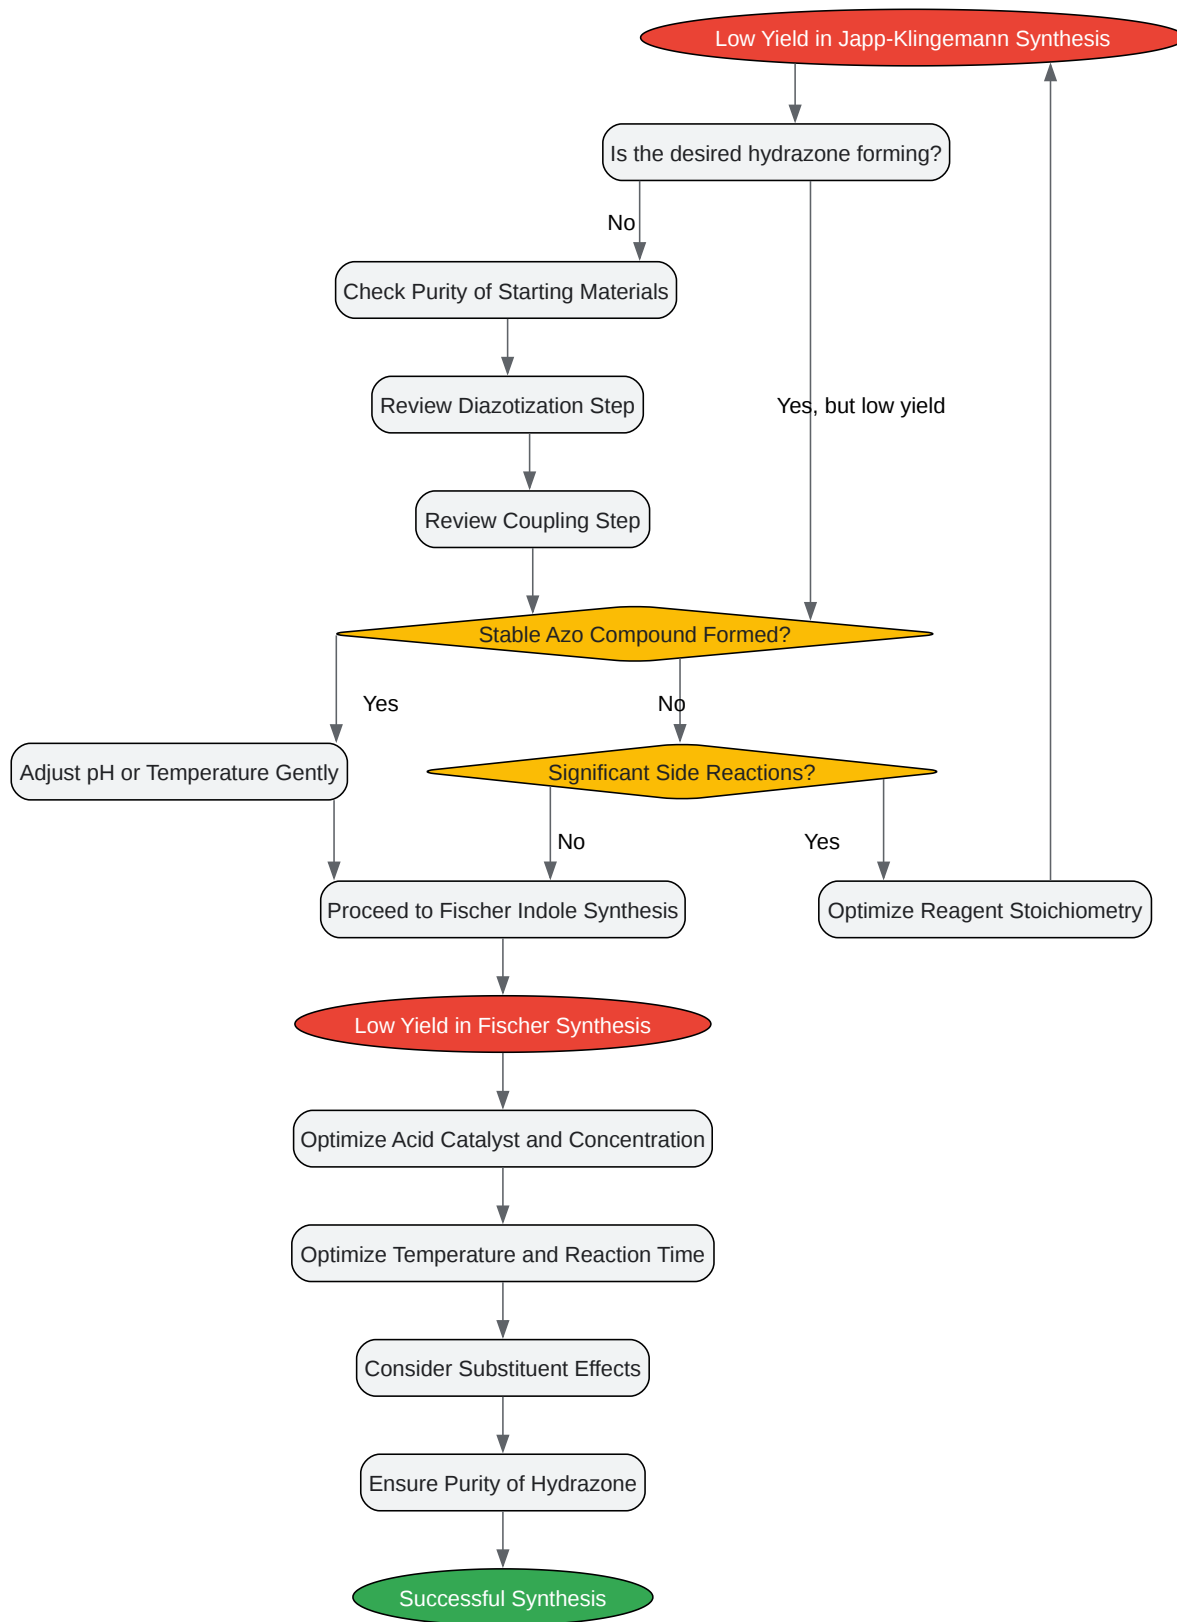 Low Yield in Japp-Klingemann Synthesis
Is the desired hydrazone forming?
No
Check Purity of Starting Materials
Review Diazotization Step
Yes, but low yield
Review Coupling Step
Stable Azo Compound Formed?
Yes
No
Adjust pH or Temperature Gently
Significant Side Reactions?
No
Yes
Proceed to Fischer Indole Synthesis
Optimize Reagent Stoichiometry
Low Yield in Fischer Synthesis
Optimize Acid Catalyst and Concentration
Optimize Temperature and Reaction Time
Consider Substituent Effects
Ensure Purity of Hydrazone
Successful Synthesis